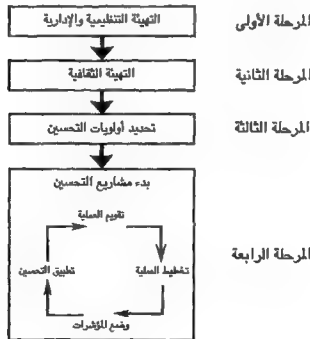 المرحلة الأولى
التهيئة التنظيمية والإدارية
المرحلة الثانية
التهيئة الثقافية
المرحلة الثالثة
تحديد أولويات التحسين
المرحلة الرابعة
بدء مشاريع التحسين
تقويم العملية
تخطيط العملية
وضع المؤشرات
تطبيق التحسين